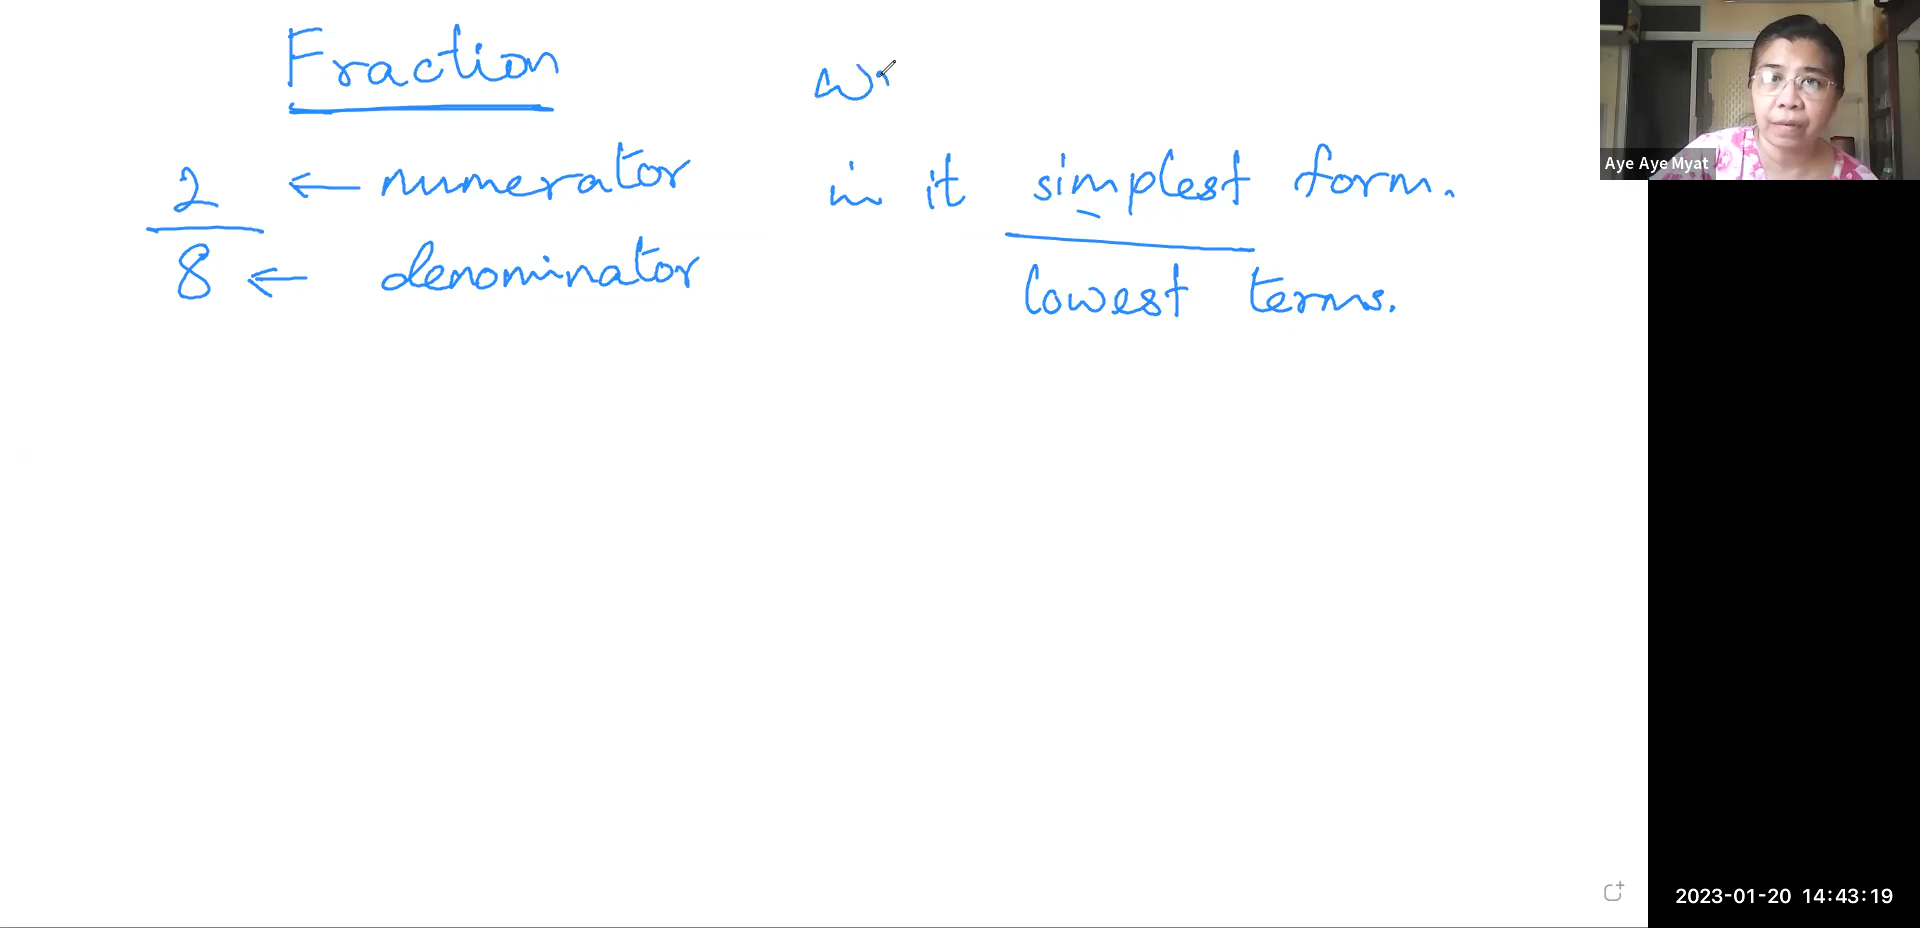 Fraction
2 ← numerator
8 ← denominator
in it simplest form.
lowest terms.
Aye Aye Myat
2023-01-20 14:43:19